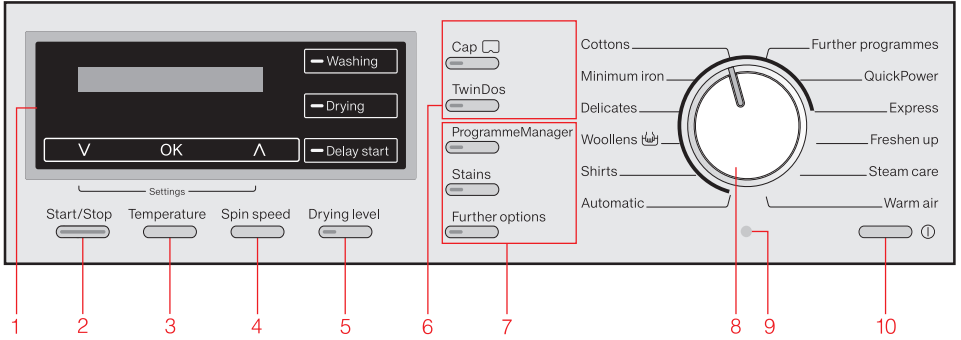 Washing
Drying
Delay start
OK
Settings
Start/Stop
Temperature
Spin speed
Drying level
Cap
TwinDos
ProgrammeManager
Stains
Further options
Cottons
Minimum iron
Delicates
Woollens
Shirts
Automatic
Further programmes
QuickPower
Express
Freshen up
Steam care
Warm air
1
2
3
4
5
6
7
8
9
10